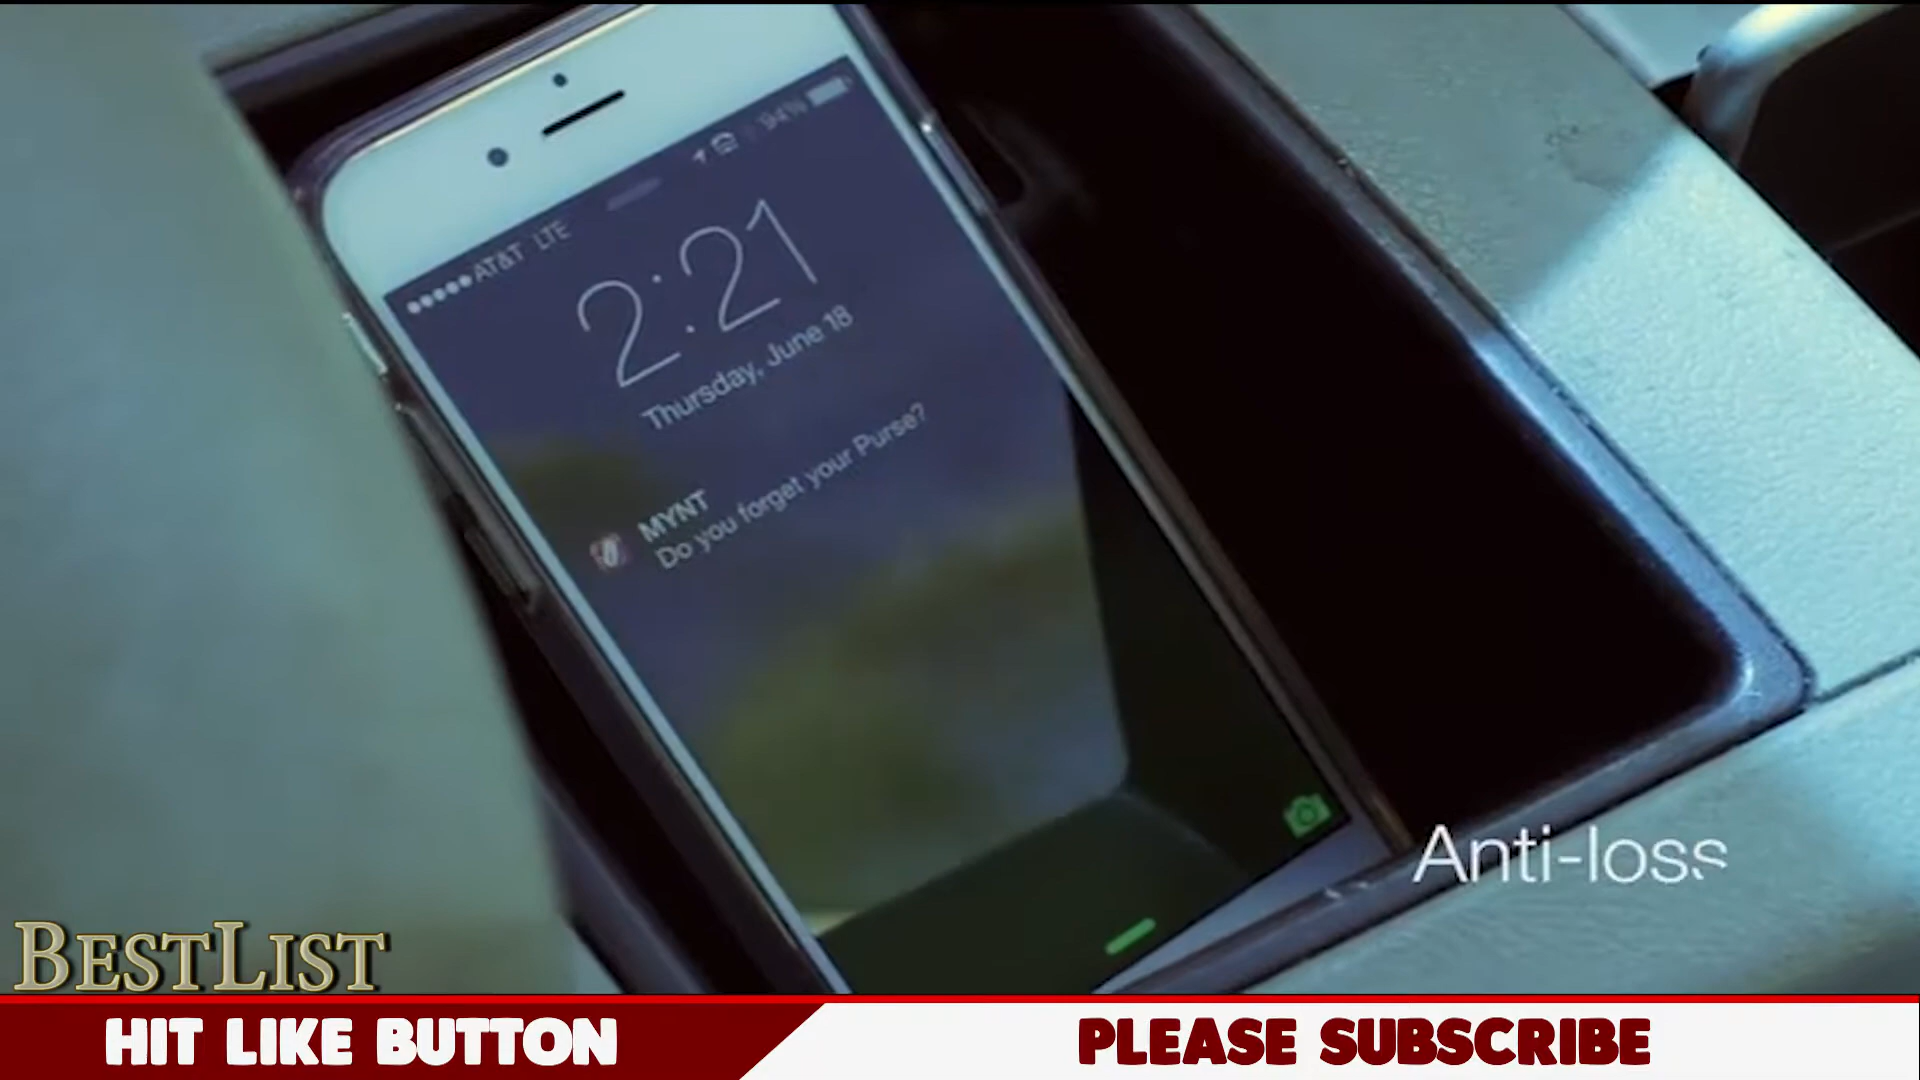 AT&T LTE
94%
2:21
Thursday, June 18
MYNT
Do you forget your Purse?
Anti-loss
BESTLIST
HIT LIKE BUTTON
PLEASE SUBSCRIBE